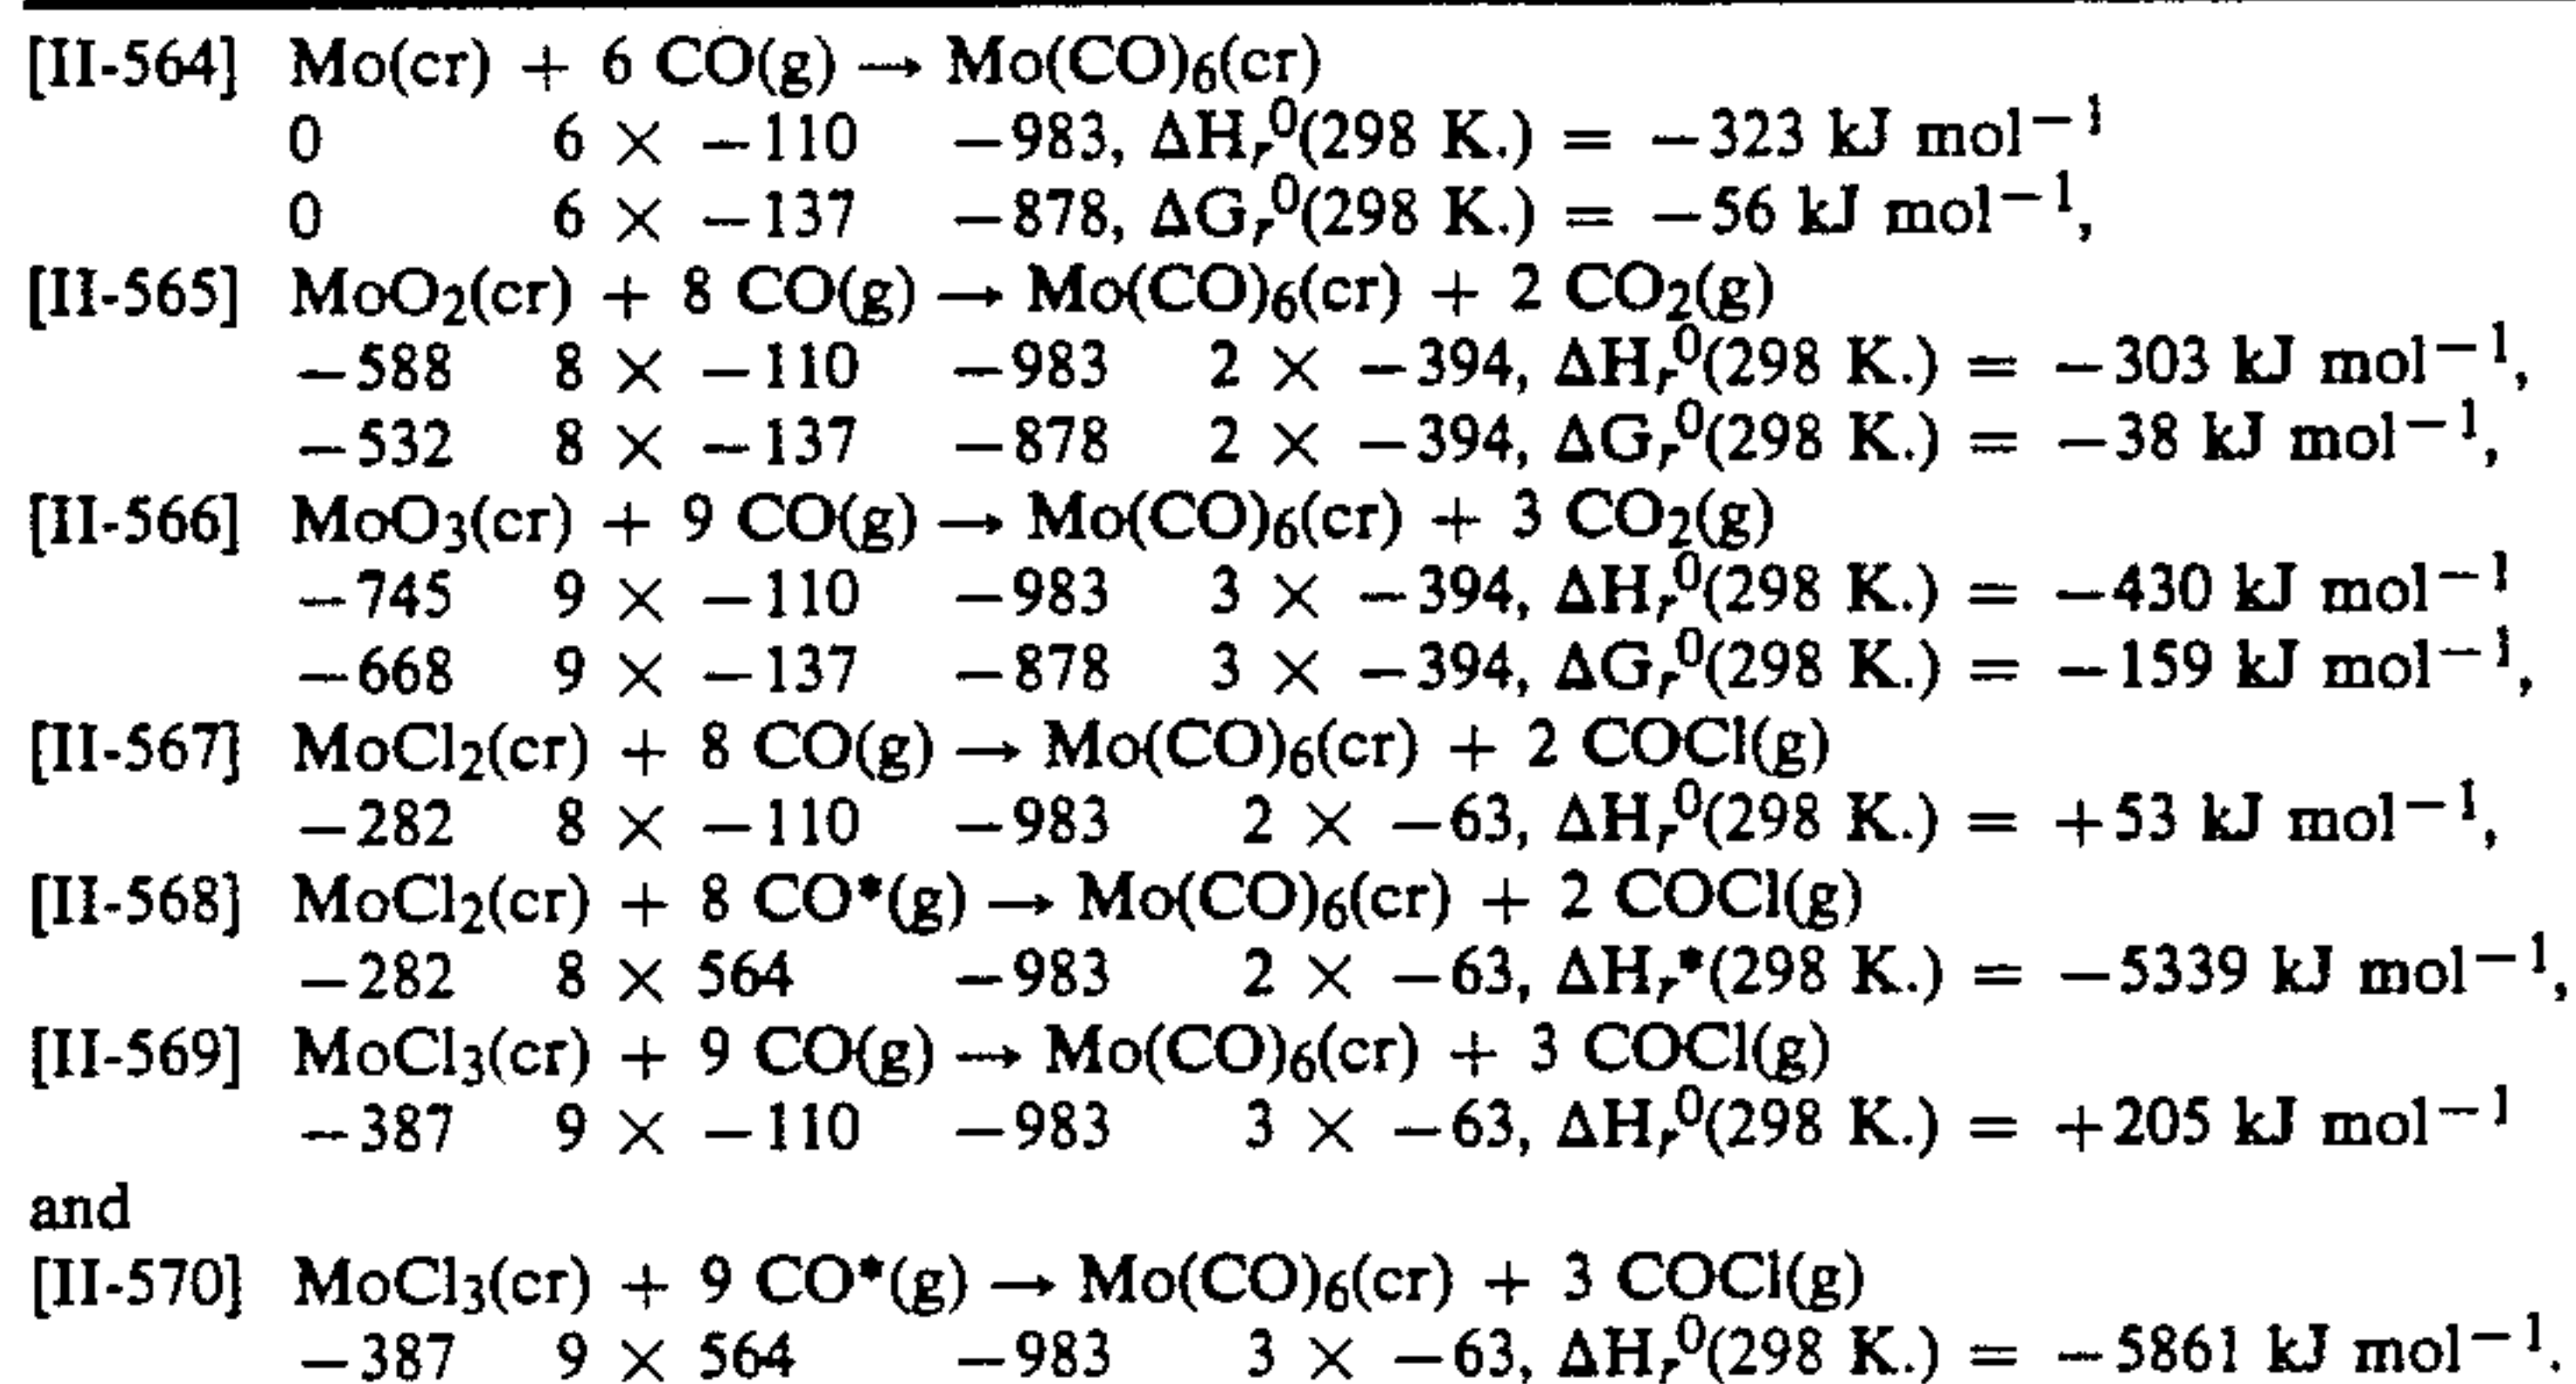 [II-564] Mo(cr) + 6 CO(g) → Mo(CO)₆(cr)
0 6 × −110 −983, ΔHᵣ⁰(298 K.) = −323 kJ mol⁻¹
0 6 × −137 −878, ΔGᵣ⁰(298 K.) = −56 kJ mol⁻¹,
[II-565] MoO₂(cr) + 8 CO(g) → Mo(CO)₆(cr) + 2 CO₂(g)
−588 8 × −110 −983 2 × −394, ΔHᵣ⁰(298 K.) = −303 kJ mol⁻¹,
−532 8 × −137 −878 2 × −394, ΔGᵣ⁰(298 K.) = −38 kJ mol⁻¹,
[II-566] MoO₃(cr) + 9 CO(g) → Mo(CO)₆(cr) + 3 CO₂(g)
−745 9 × −110 −983 3 × −394, ΔHᵣ⁰(298 K.) = −430 kJ mol⁻¹
−668 9 × −137 −878 3 × −394, ΔGᵣ⁰(298 K.) = −159 kJ mol⁻¹,
[II-567] MoCl₂(cr) + 8 CO(g) → Mo(CO)₆(cr) + 2 COCl(g)
−282 8 × −110 −983 2 × −63, ΔHᵣ⁰(298 K.) = +53 kJ mol⁻¹,
[II-568] MoCl₂(cr) + 8 CO*(g) → Mo(CO)₆(cr) + 2 COCl(g)
−282 8 × 564 −983 2 × −63, ΔHᵣ*(298 K.) = −5339 kJ mol⁻¹,
[II-569] MoCl₃(cr) + 9 CO(g) → Mo(CO)₆(cr) + 3 COCl(g)
−387 9 × −110 −983 3 × −63, ΔHᵣ⁰(298 K.) = +205 kJ mol⁻¹
and
[II-570] MoCl₃(cr) + 9 CO*(g) → Mo(CO)₆(cr) + 3 COCl(g)
−387 9 × 564 −983 3 × −63, ΔHᵣ⁰(298 K.) = −5861 kJ mol⁻¹.